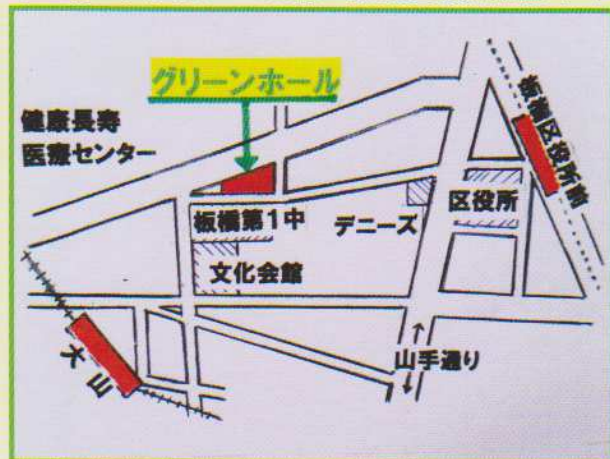 グリーンホール
健康長寿
医療センター
板橋区役所前
板橋第1中
デニーズ
区役所
文化会館
大山
山手通り